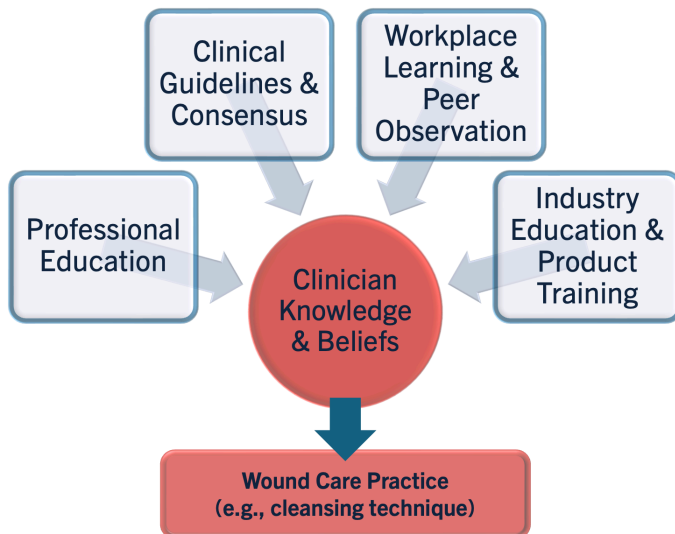 Clinical
Guidelines &
Consensus
Workplace
Learning &
Peer
Observation
Professional
Education
Industry
Education &
Product
Training
Clinician
Knowledge
& Beliefs
Wound Care Practice
(e.g., cleansing technique)